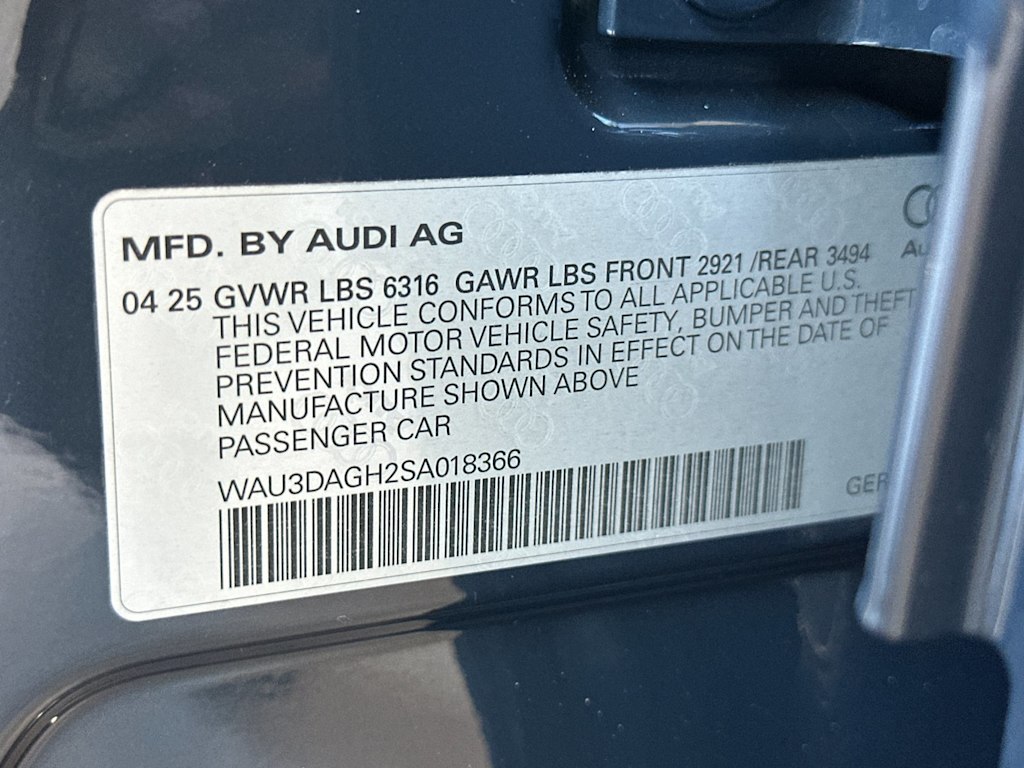 MFD. BY AUDI AG
04 25 GVWR LBS 6316 GAWR LBS FRONT 2921 /REAR 3494
THIS VEHICLE CONFORMS TO ALL APPLICABLE U.S.
FEDERAL MOTOR VEHICLE SAFETY, BUMPER AND THEFT
PREVENTION STANDARDS IN EFFECT ON THE DATE OF
MANUFACTURE SHOWN ABOVE
PASSENGER CAR
WAU3DAGH2SA018366